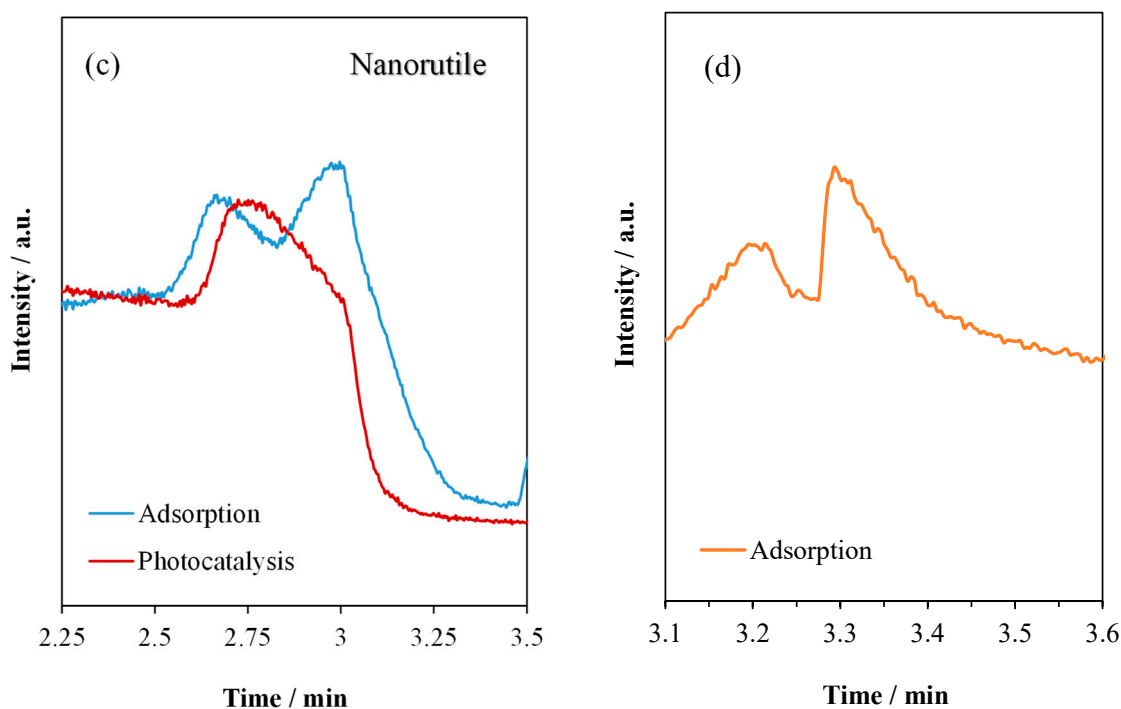 (c)
Nanorutile
Intensity / a.u.
Adsorption
Photocatalysis
2.25 2.5 2.75 3 3.25 3.5
Time / min
(d)
Intensity / a.u.
Adsorption
3.1 3.2 3.3 3.4 3.5 3.6
Time / min